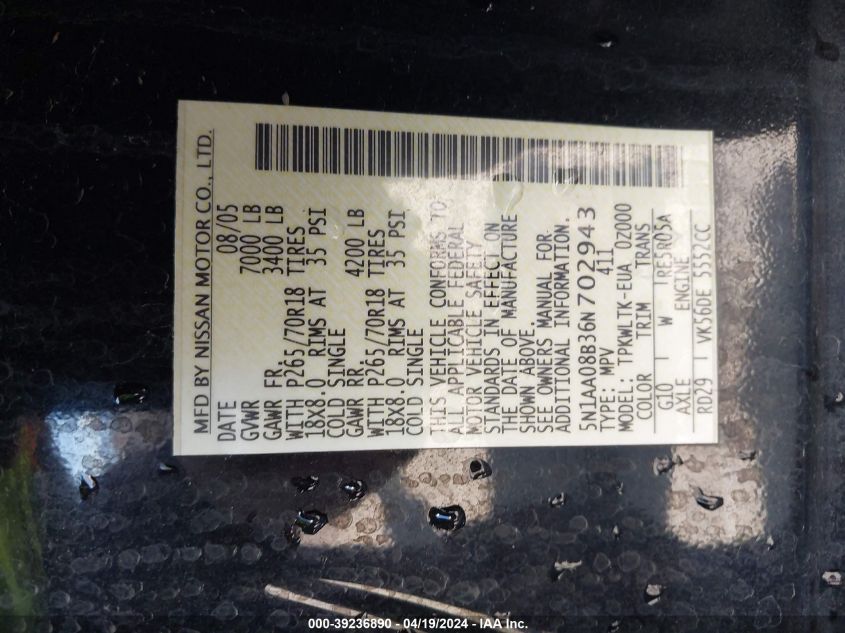 MFD BY NISSAN MOTOR CO., LTD.
DATE 08/05
GVWR 7000 LB
GAWR FR. 3400 LB
WITH P265/70R18 TIRES
18X8.0 RIMS AT 35 PSI
COLD SINGLE
GAWR RR. 4200 LB
WITH P265/70R18 TIRES
18X8.0 RIMS AT 35 PSI
COLD SINGLE
THIS VEHICLE CONFORMS TO
ALL APPLICABLE FEDERAL
MOTOR VEHICLE SAFETY
STANDARDS IN EFFECT ON
THE DATE OF MANUFACTURE
SHOWN ABOVE.
SEE OWNERS MANUAL FOR
ADDITIONAL INFORMATION.
5N1AA08B36N702943
TYPE: MPV 411
MODEL: TPKWLTK-EUA 02000
COLOR TRIM TRANS
G10 W RE5R05A
AXLE ENGINE
RD29 VK56DE 5552CC
000-39236890 - 04/19/2024 - IAA Inc.